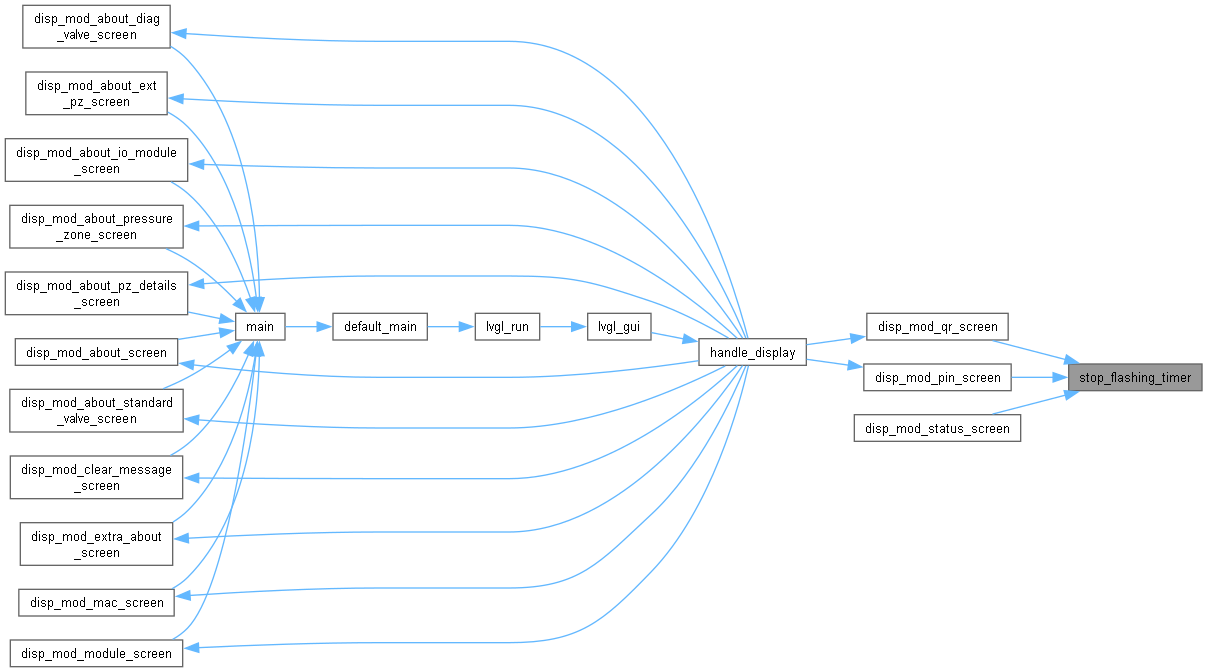 disp_mod_about_diag
_valve_screen
disp_mod_about_ext
_pz_screen
disp_mod_about_io_module
_screen
disp_mod_about_pressure
_zone_screen
disp_mod_about_pz_details
_screen
disp_mod_about_screen
disp_mod_about_standard
_valve_screen
disp_mod_clear_message
_screen
disp_mod_extra_about
_screen
disp_mod_mac_screen
disp_mod_module_screen
main
default_main
lvgl_run
lvgl_gui
handle_display
disp_mod_qr_screen
disp_mod_pin_screen
disp_mod_status_screen
stop_flashing_timer